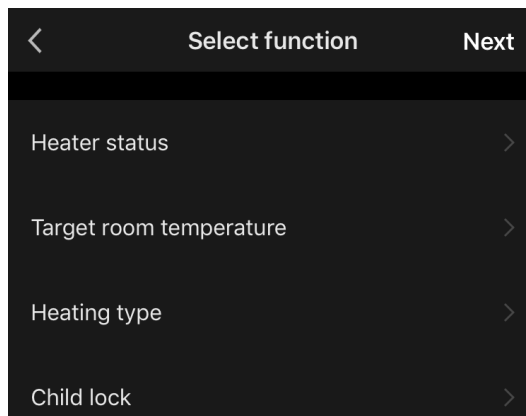 Select function
Next
Heater status
Target room temperature
Heating type
Child lock